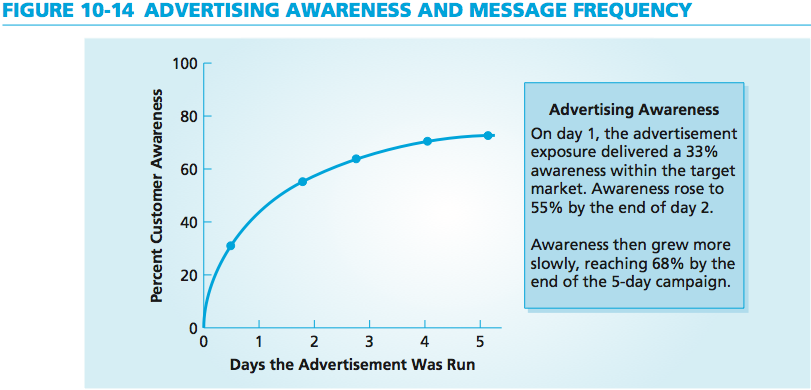 FIGURE 10-14 ADVERTISING AWARENESS AND MESSAGE FREQUENCY
Percent Customer Awareness
100
80
60
40
20
0
0 1 2 3 4 5
Days the Advertisement Was Run
Advertising Awareness
On day 1, the advertisement
exposure delivered a 33%
awareness within the target
market. Awareness rose to
55% by the end of day 2.
Awareness then grew more
slowly, reaching 68% by the
end of the 5-day campaign.